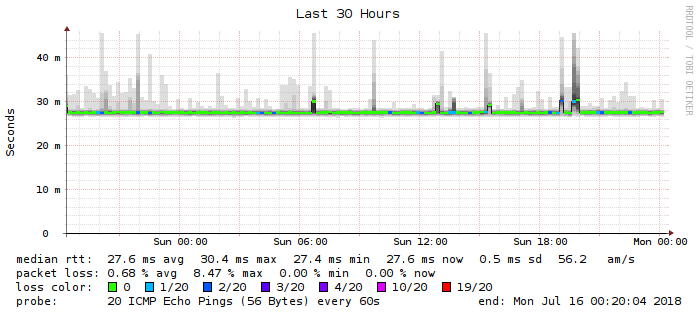 Last 30 Hours
RRDTOOL / TOBI OETIKER
Seconds
40 m
30 m
20 m
10 m
0
Sun 00:00 Sun 06:00 Sun 12:00 Sun 18:00 Mon 00:00
median rtt: 27.6 ms avg 30.4 ms max 27.4 ms min 27.6 ms now 0.5 ms sd 56.2 am/s
packet loss: 0.68 % avg 8.47 % max 0.00 % min 0.00 % now
loss color: 0 1/20 2/20 3/20 4/20 10/20 19/20
probe: 20 ICMP Echo Pings (56 Bytes) every 60s end: Mon Jul 16 00:20:04 2018